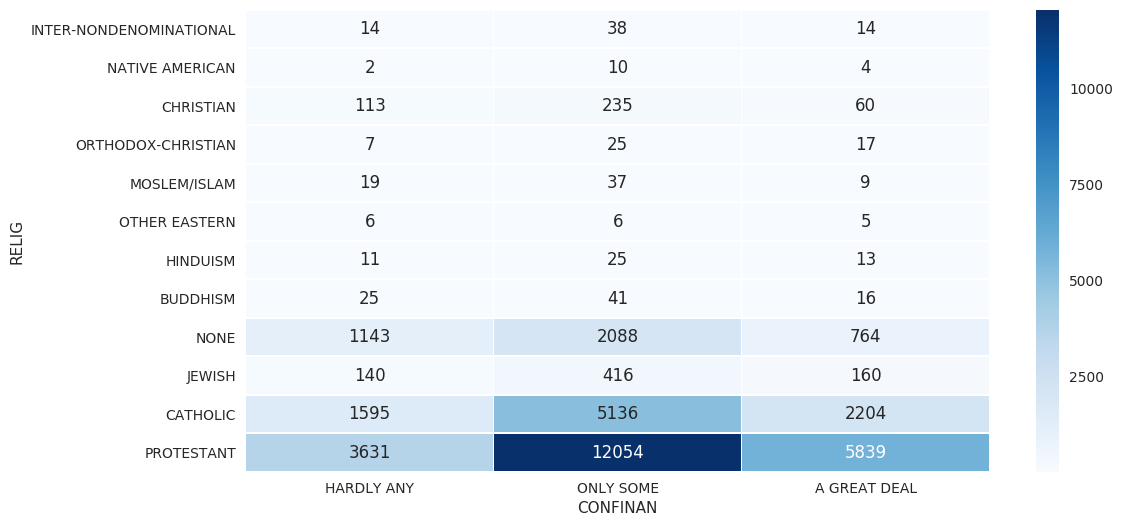 INTER-NONDENOMINATIONAL 14 38 14
NATIVE AMERICAN 2 10 4
CHRISTIAN 113 235 60
ORTHODOX-CHRISTIAN 7 25 17
MOSLEM/ISLAM 19 37 9
OTHER EASTERN 6 6 5
HINDUISM 11 25 13
BUDDHISM 25 41 16
NONE 1143 2088 764
JEWISH 140 416 160
CATHOLIC 1595 5136 2204
PROTESTANT 3631 12054 5839
HARDLY ANY ONLY SOME A GREAT DEAL
CONFINAN
RELIG
10000
7500
5000
2500